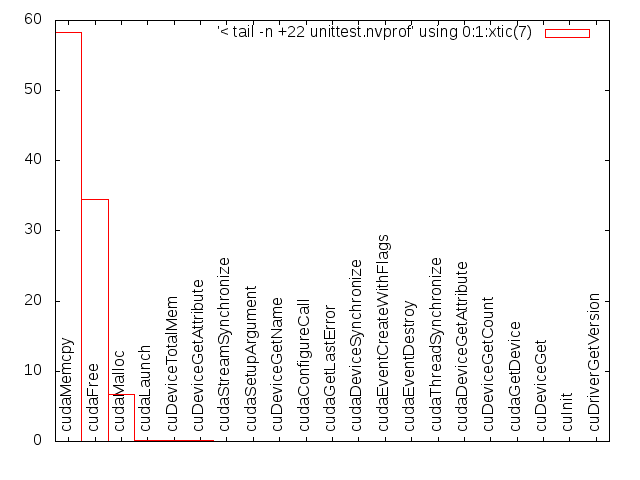 '< tail -n +22 unittest.nvprof' using 0:1:xtic(7)
60
50
40
30
20
10
0
cudaMemcpy
cudaFree
cudaMalloc
cudaLaunch
cuDeviceTotalMem
cuDeviceGetAttribute
cudaStreamSynchronize
cudaSetupArgument
cuDeviceGetName
cudaConfigureCall
cudaGetLastError
cudaDeviceSynchronize
cudaEventCreateWithFlags
cudaEventDestroy
cudaThreadSynchronize
cudaDeviceGetAttribute
cuDeviceGetCount
cudaGetDevice
cuDeviceGet
cuInit
cuDriverGetVersion